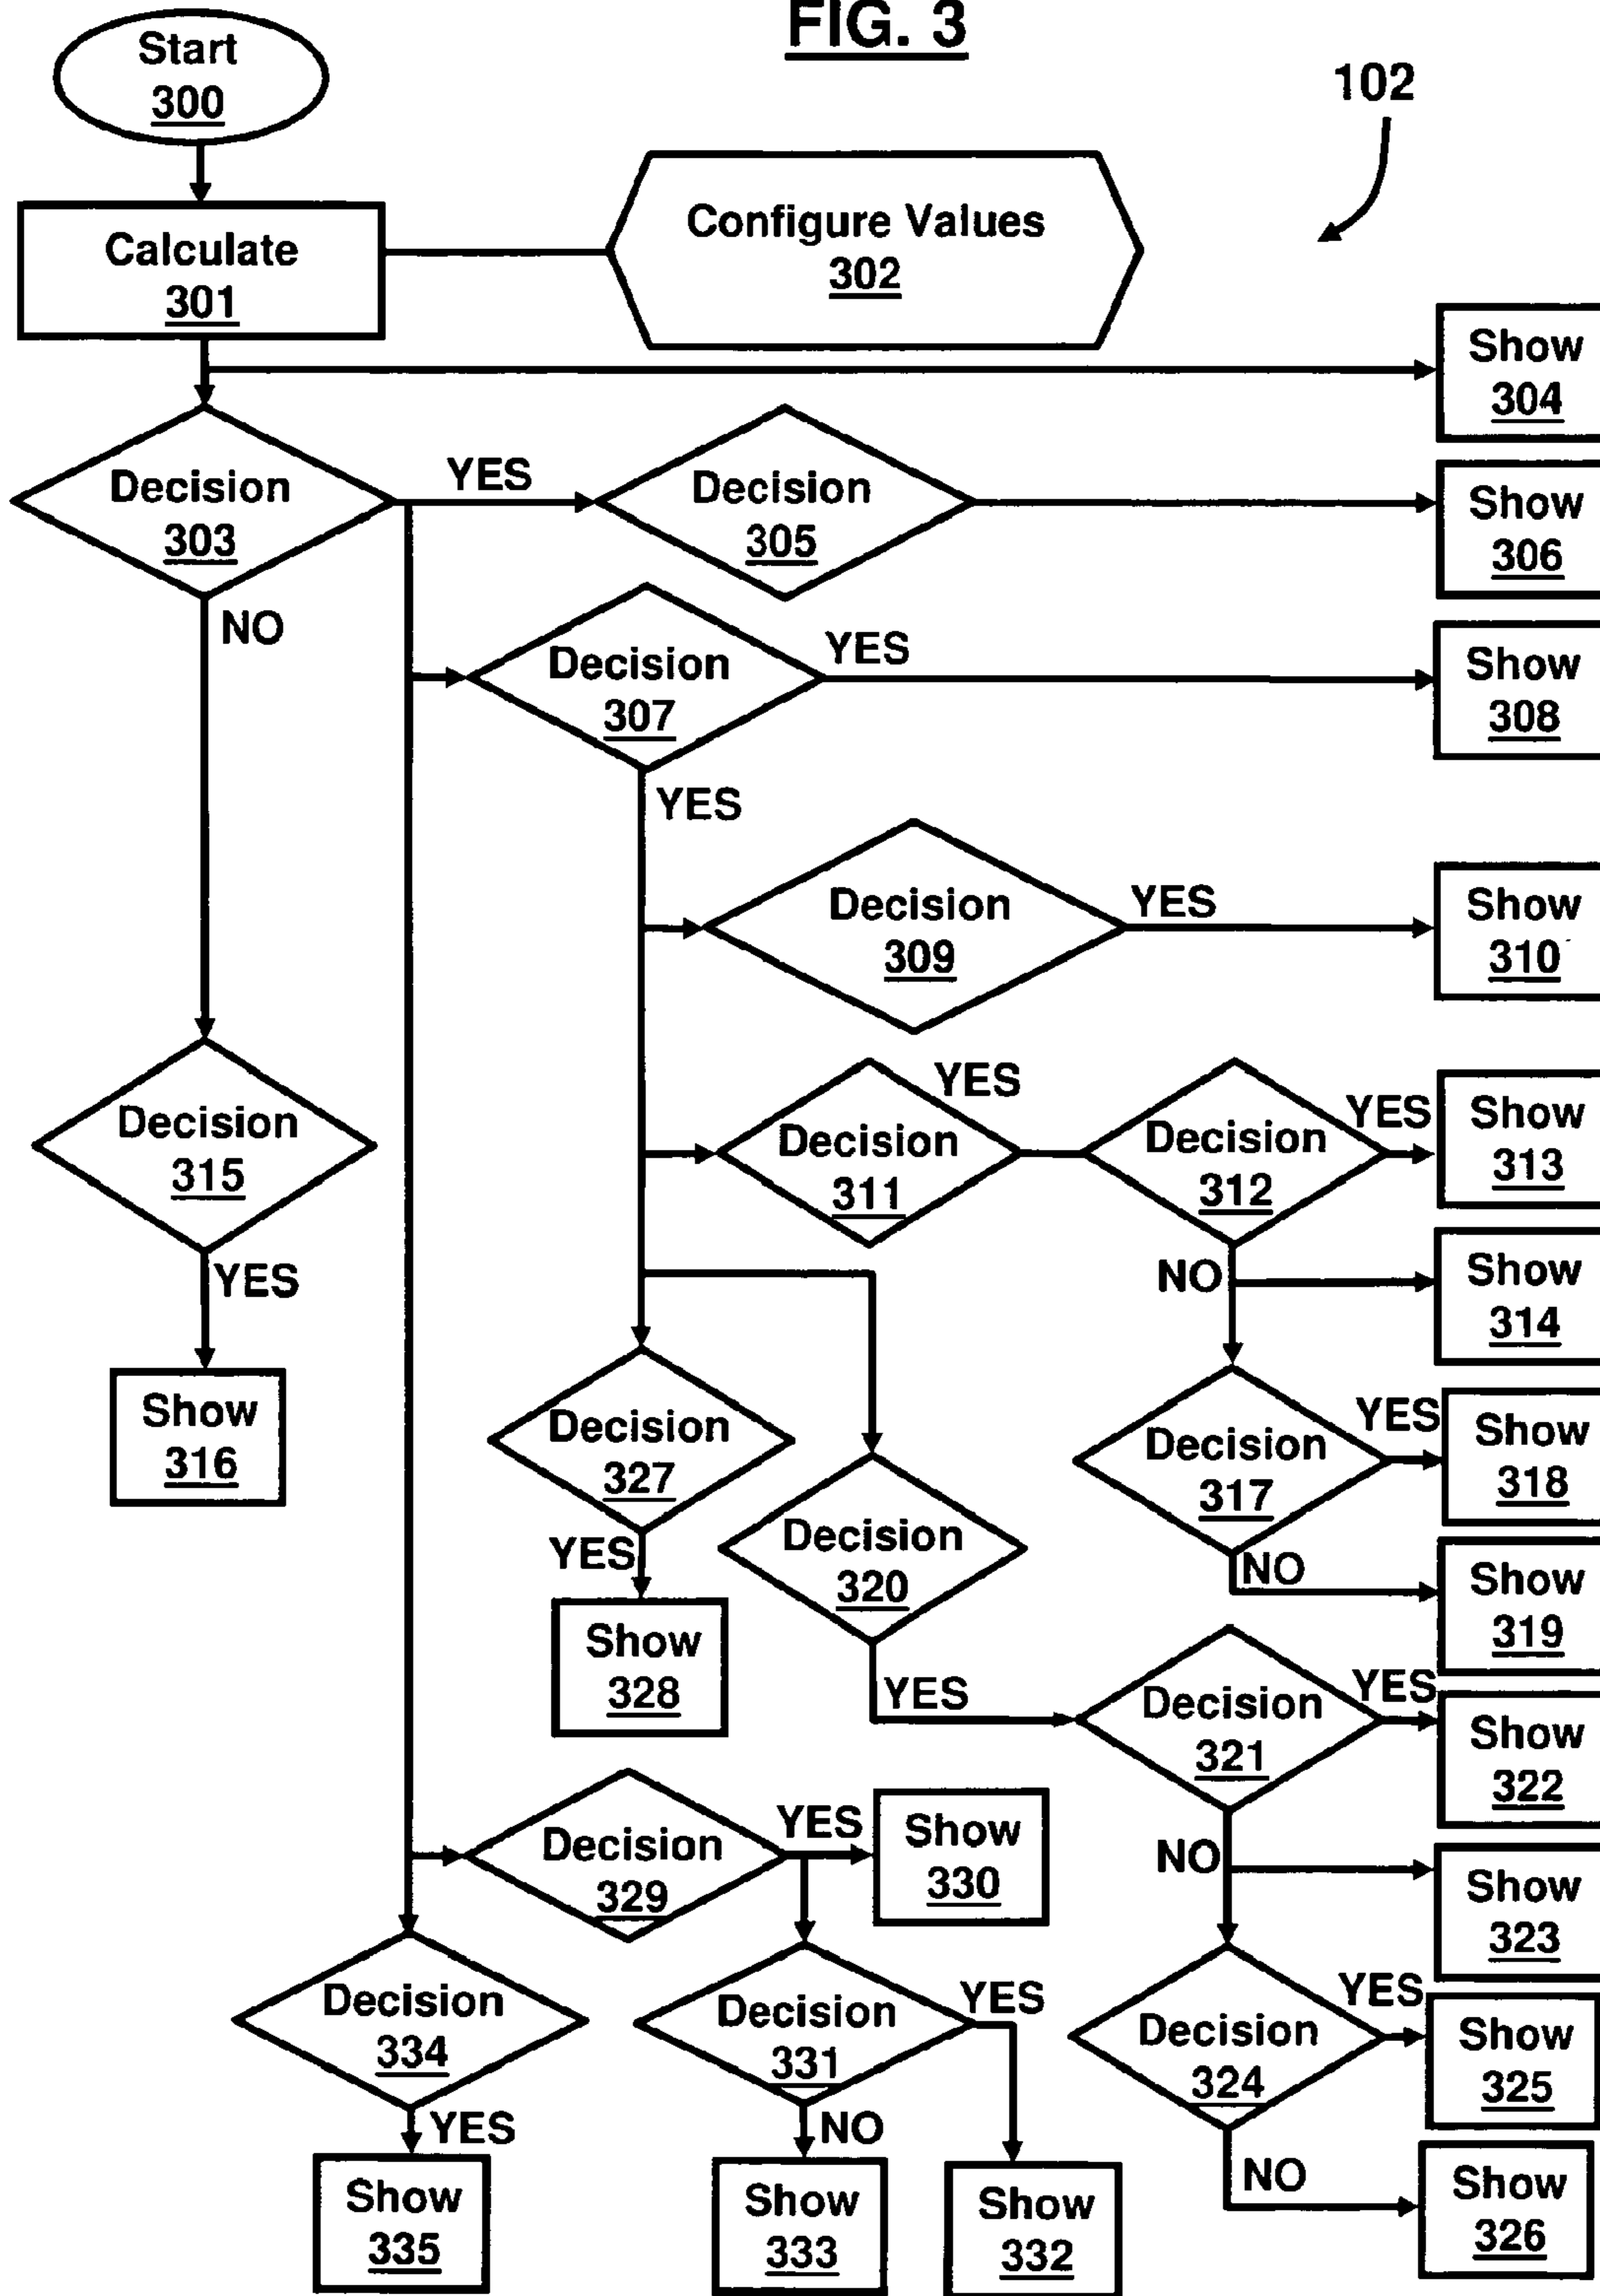 FIG. 3
Start
300
102
Configure Values
302
Calculate
301
Show
304
Decision
303
YES
Decision
305
Show
306
NO
Decision
307
YES
Show
308
YES
Decision
309
YES
Show
310
Decision
311
YES
Decision
312
YES
Show
313
Decision
315
NO
Show
314
YES
Show
316
Decision
327
Decision
317
YES
Show
318
YES
Decision
320
NO
Show
319
Show
328
YES
Decision
321
YES
Show
322
Decision
329
YES
Show
330
NO
Show
323
Decision
334
Decision
331
YES
Decision
324
YES
Show
325
YES
Show
335
NO
Show
333
Show
332
NO
Show
326